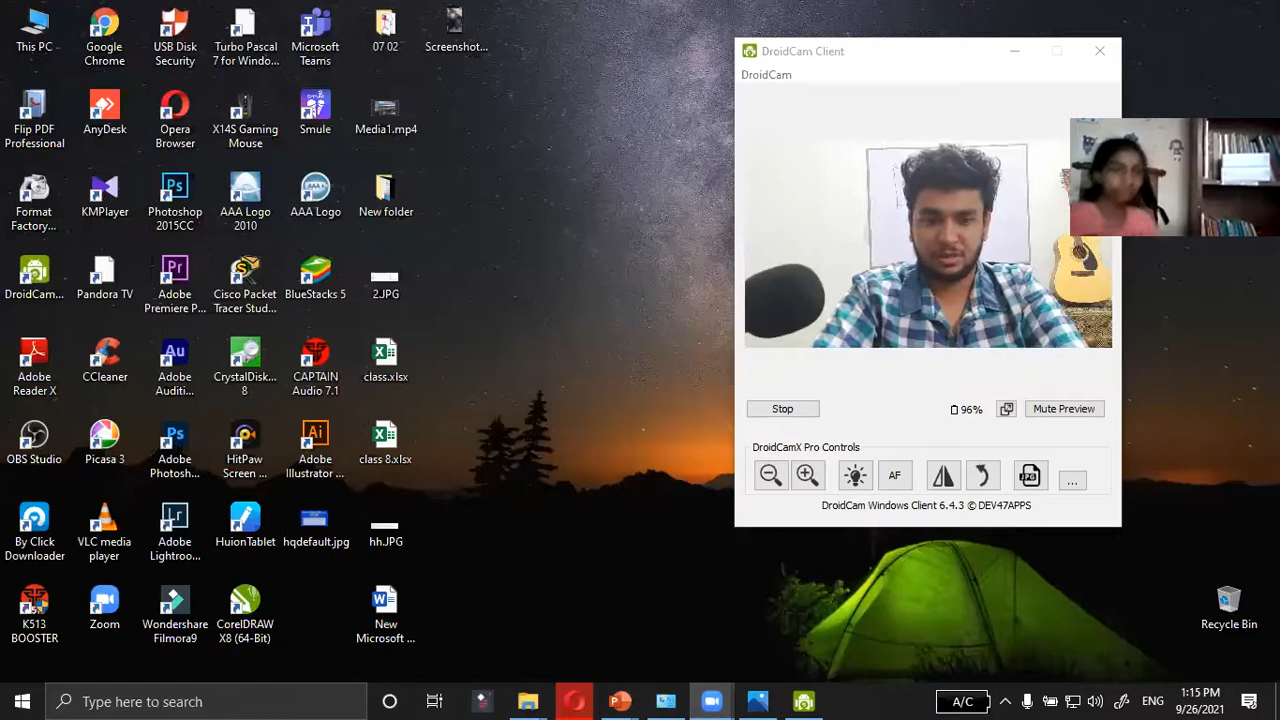 This PC
Google
Chrome
USB Disk
Security
Turbo Pascal
7 for Windo...
Microsoft
Teams
07 02
Screenshot...
Flip PDF
Professional
AnyDesk
Opera
Browser
X14S Gaming
Mouse
Smule
Media1.mp4
Format
Factory...
KMPlayer
Photoshop
2015CC
AAA Logo
2010
AAA Logo
New folder
DroidCam...
Pandora TV
Adobe
Premiere P...
Cisco Packet
Tracer Stud...
BlueStacks 5
2.JPG
Adobe
Reader X
CCleaner
Adobe
Auditi...
CrystalDisk...
8
CAPTAIN
Audio 7.1
class.xlsx
OBS Studio
Picasa 3
Adobe
Photosh...
HitPaw
Screen ...
Adobe
Illustrator ...
class 8.xlsx
By Click
Downloader
VLC media
player
Adobe
Lightroo...
HuionTablet
hqdefault.jpg
hh.JPG
K513
BOOSTER
Zoom
Wondershare
Filmora9
CorelDRAW
X8 (64-Bit)
New
Microsoft ...
DroidCam Client
DroidCam
Stop
96%
Mute Preview
DroidCamX Pro Controls
AF
JPG
...
DroidCam Windows Client 6.4.3 © DEV47APPS
Recycle Bin
Type here to search
A/C
ENG
1:15 PM
9/26/2021